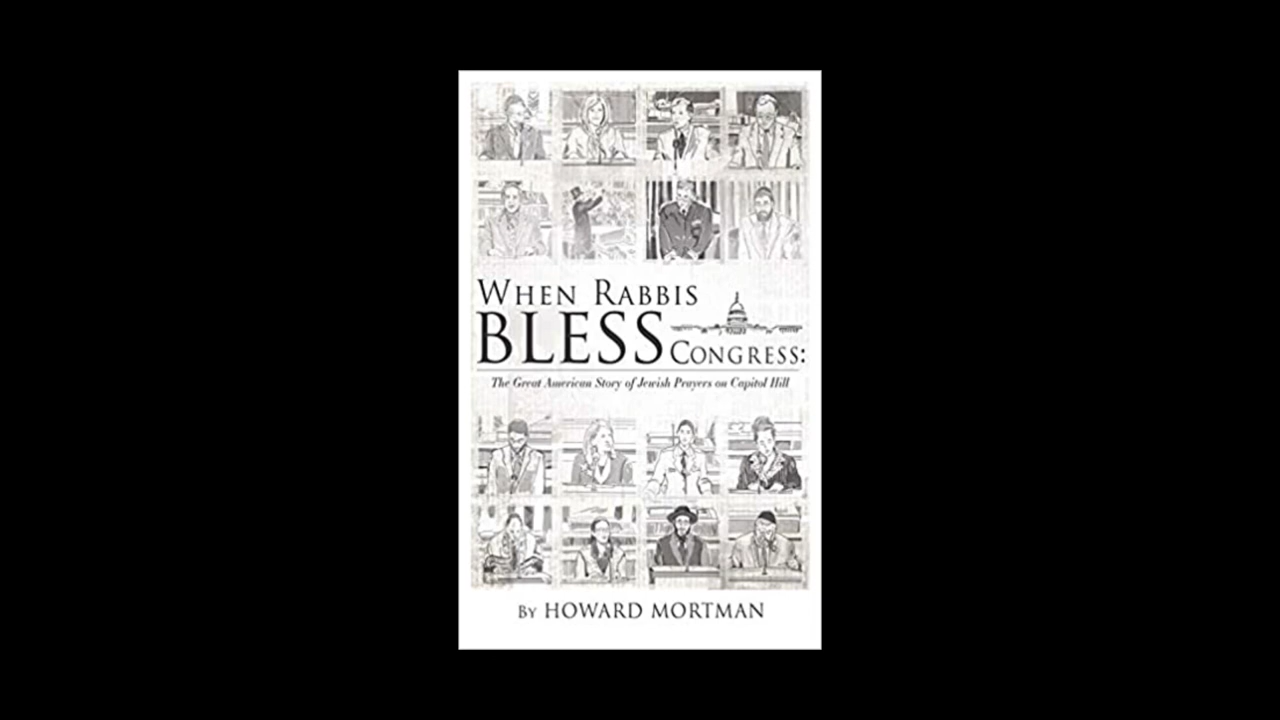 When Rabbis
BLESS Congress:
The Great American Story of Jewish Prayers on Capitol Hill
By HOWARD MORTMAN